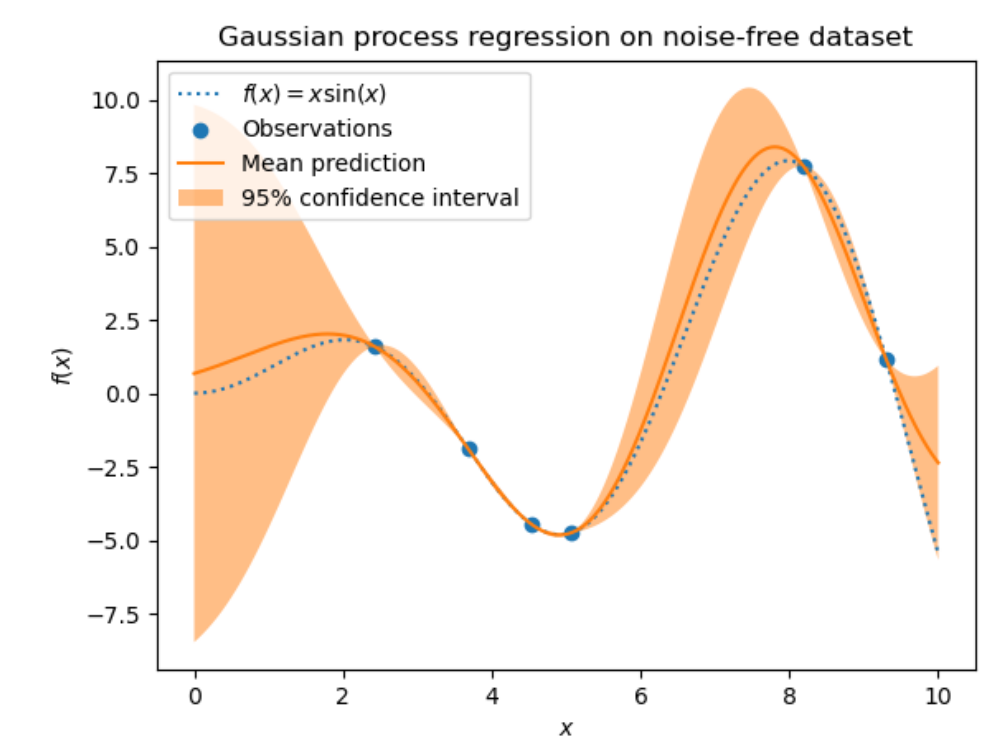 Gaussian process regression on noise-free dataset
f(x) = x sin(x)
Observations
Mean prediction
95% confidence interval
10.0
7.5
5.0
2.5
0.0
−2.5
−5.0
−7.5
f(x)
0 2 4 6 8 10
x